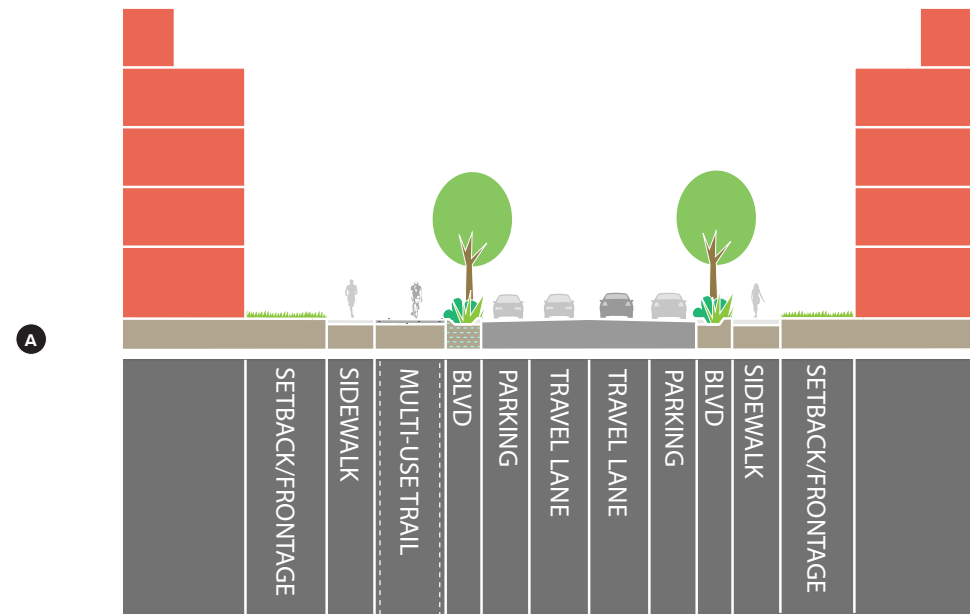 A
SETBACK/FRONTAGE
SIDEWALK
MULTI-USE TRAIL
BLVD
PARKING
TRAVEL LANE
TRAVEL LANE
PARKING
BLVD
SIDEWALK
SETBACK/FRONTAGE